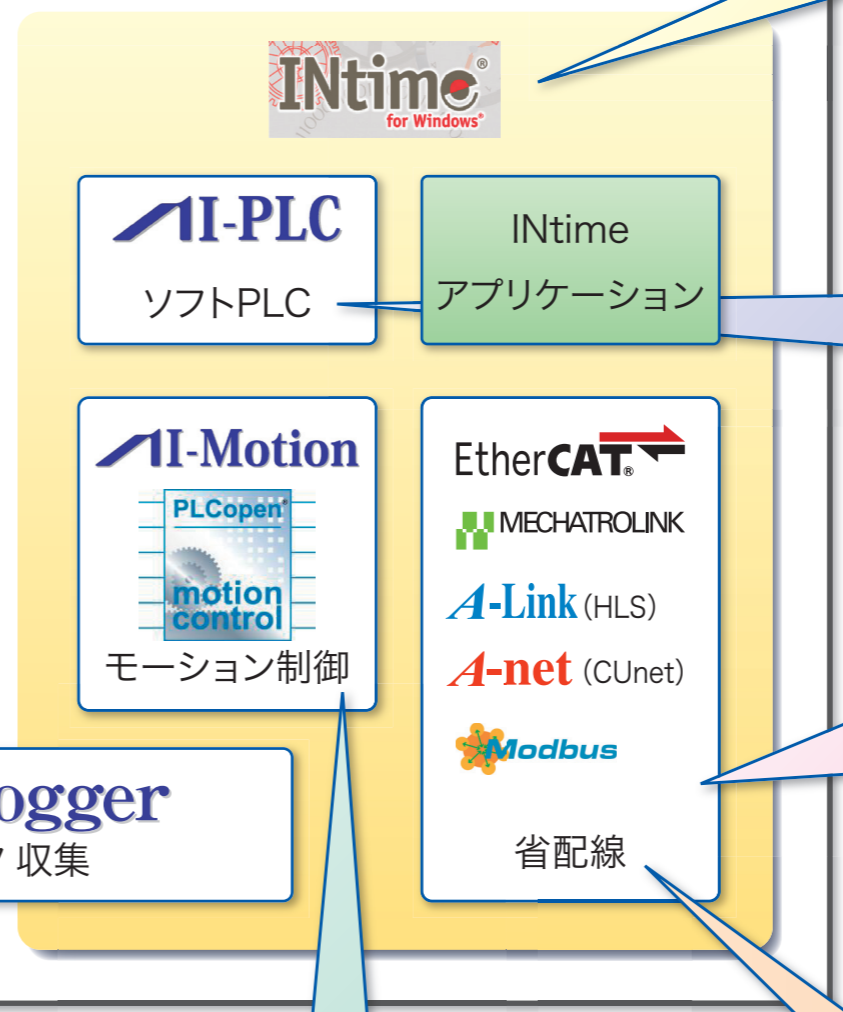 INtime®
for Windows®
AI-PLC
ソフトPLC
INtime
アプリケーション
AI-Motion
PLCopen®
motion
control
モーション制御
EtherCAT®
MECHATROLINK
A-Link (HLS)
A-net (CUnet)
Modbus
省配線
ogger
収集